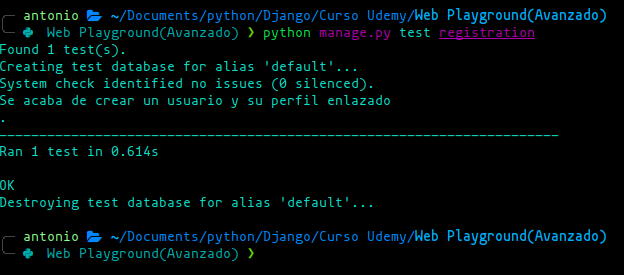 antonio ~/Documents/python/Django/Curso Udemy/Web Playground(Avanzado)
Web Playground(Avanzado) ❯ python manage.py test registration
Found 1 test(s).
Creating test database for alias 'default'...
System check identified no issues (0 silenced).
Se acaba de crear un usuario y su perfil enlazado
.
----------------------------------------------------------------------
Ran 1 test in 0.614s
OK
Destroying test database for alias 'default'...
antonio ~/Documents/python/Django/Curso Udemy/Web Playground(Avanzado)
Web Playground(Avanzado) ❯